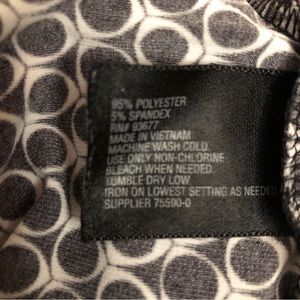 95% POLYESTER
5% SPANDEX
RN# 93677
MADE IN VIETNAM
MACHINE WASH COLD.
USE ONLY NON-CHLORINE
BLEACH WHEN NEEDED.
TUMBLE DRY LOW
IRON ON LOWEST SETTING AS NEEDED
SUPPLIER 75590-0